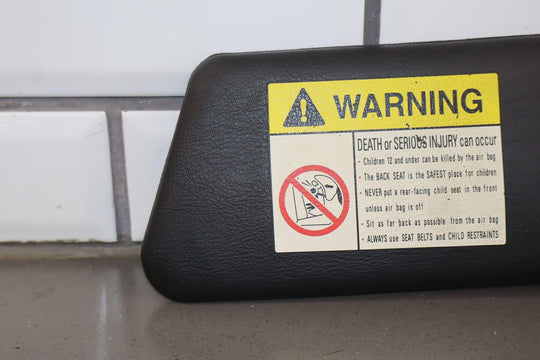 WARNING
DEATH or SERIOUS INJURY can occur
· Children 12 and under can be killed by the air bag
· The BACK SEAT is the SAFEST place for children
· NEVER put a rear-facing child seat in the front
unless air bag is off
· Sit as far back as possible from the air bag
· ALWAYS use SEAT BELTS and CHILD RESTRAINTS